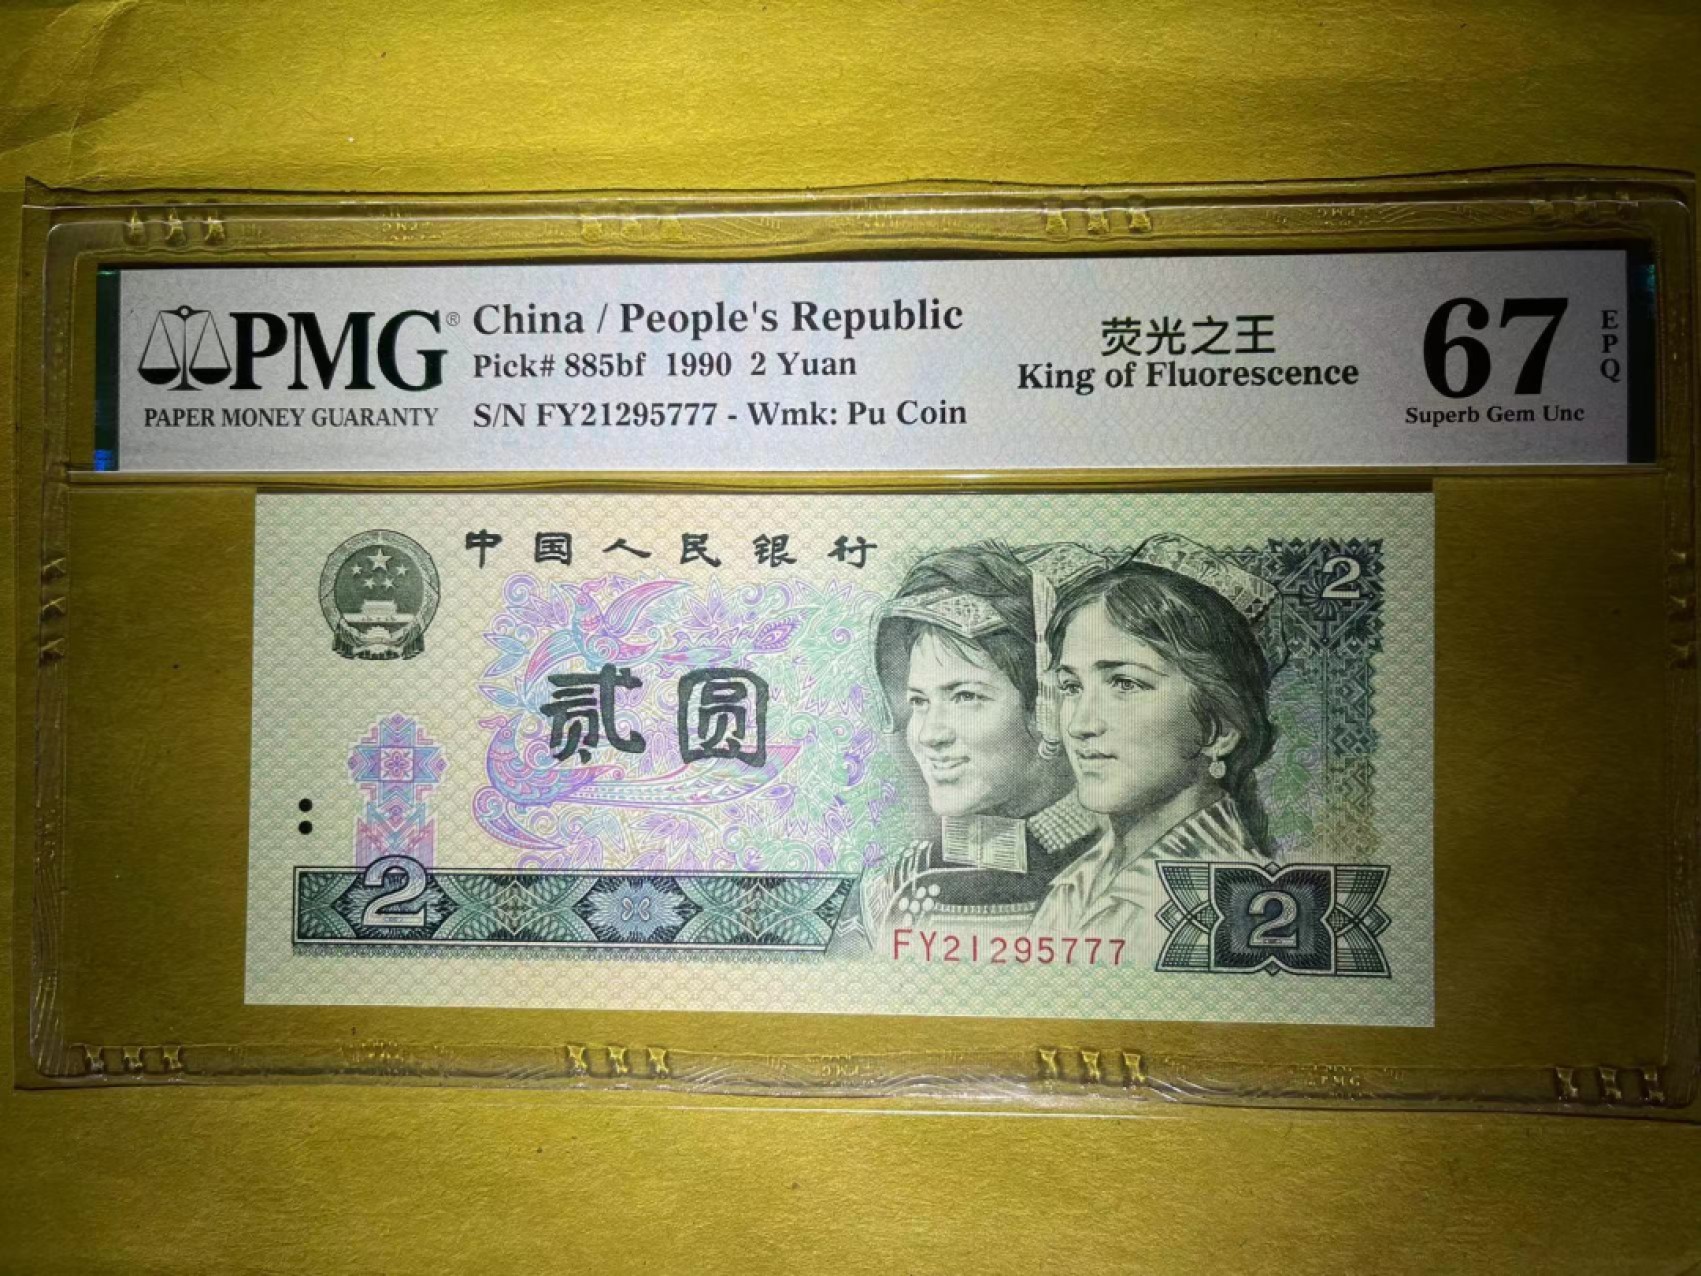 PMG®
PAPER MONEY GUARANTY
China / People's Republic
Pick# 885bf 1990 2 Yuan
S/N FY21295777 - Wmk: Pu Coin
荧光之王
King of Fluorescence
67
EPQ
Superb Gem Unc
中国人民银行
2
贰圆
2
FY21295777
2
PMG